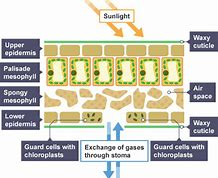 Sunlight
Upper
epidermis
Waxy
cuticle
Palisade
mesophyll
Spongy
mesophyll
Air
space
Lower
epidermis
Waxy
cuticle
Guard cells with
chloroplasts
Exchange of gases
through stoma
Guard cells with
chloroplasts